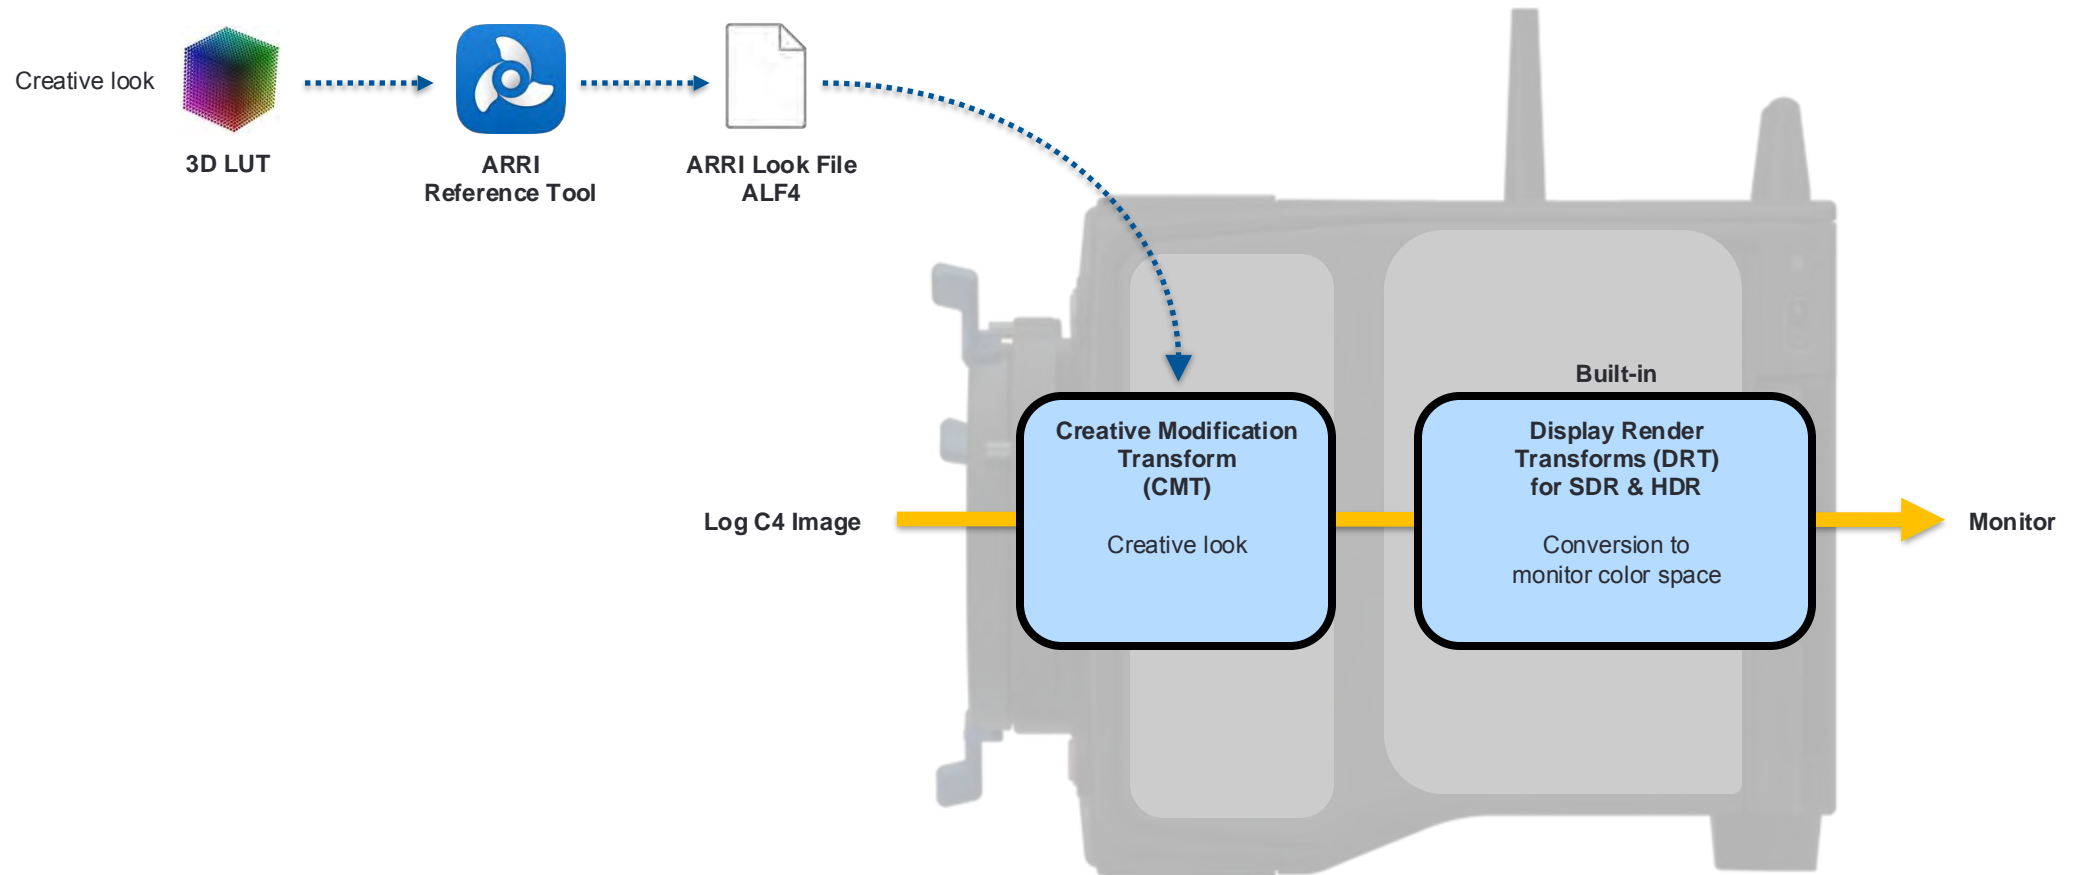 Creative look
3D LUT
ARRI
Reference Tool
ARRI Look File
ALF4
Built-in
Creative Modification
Transform
(CMT)
Creative look
Display Render
Transforms (DRT)
for SDR & HDR
Conversion to
monitor color space
Log C4 Image
Monitor